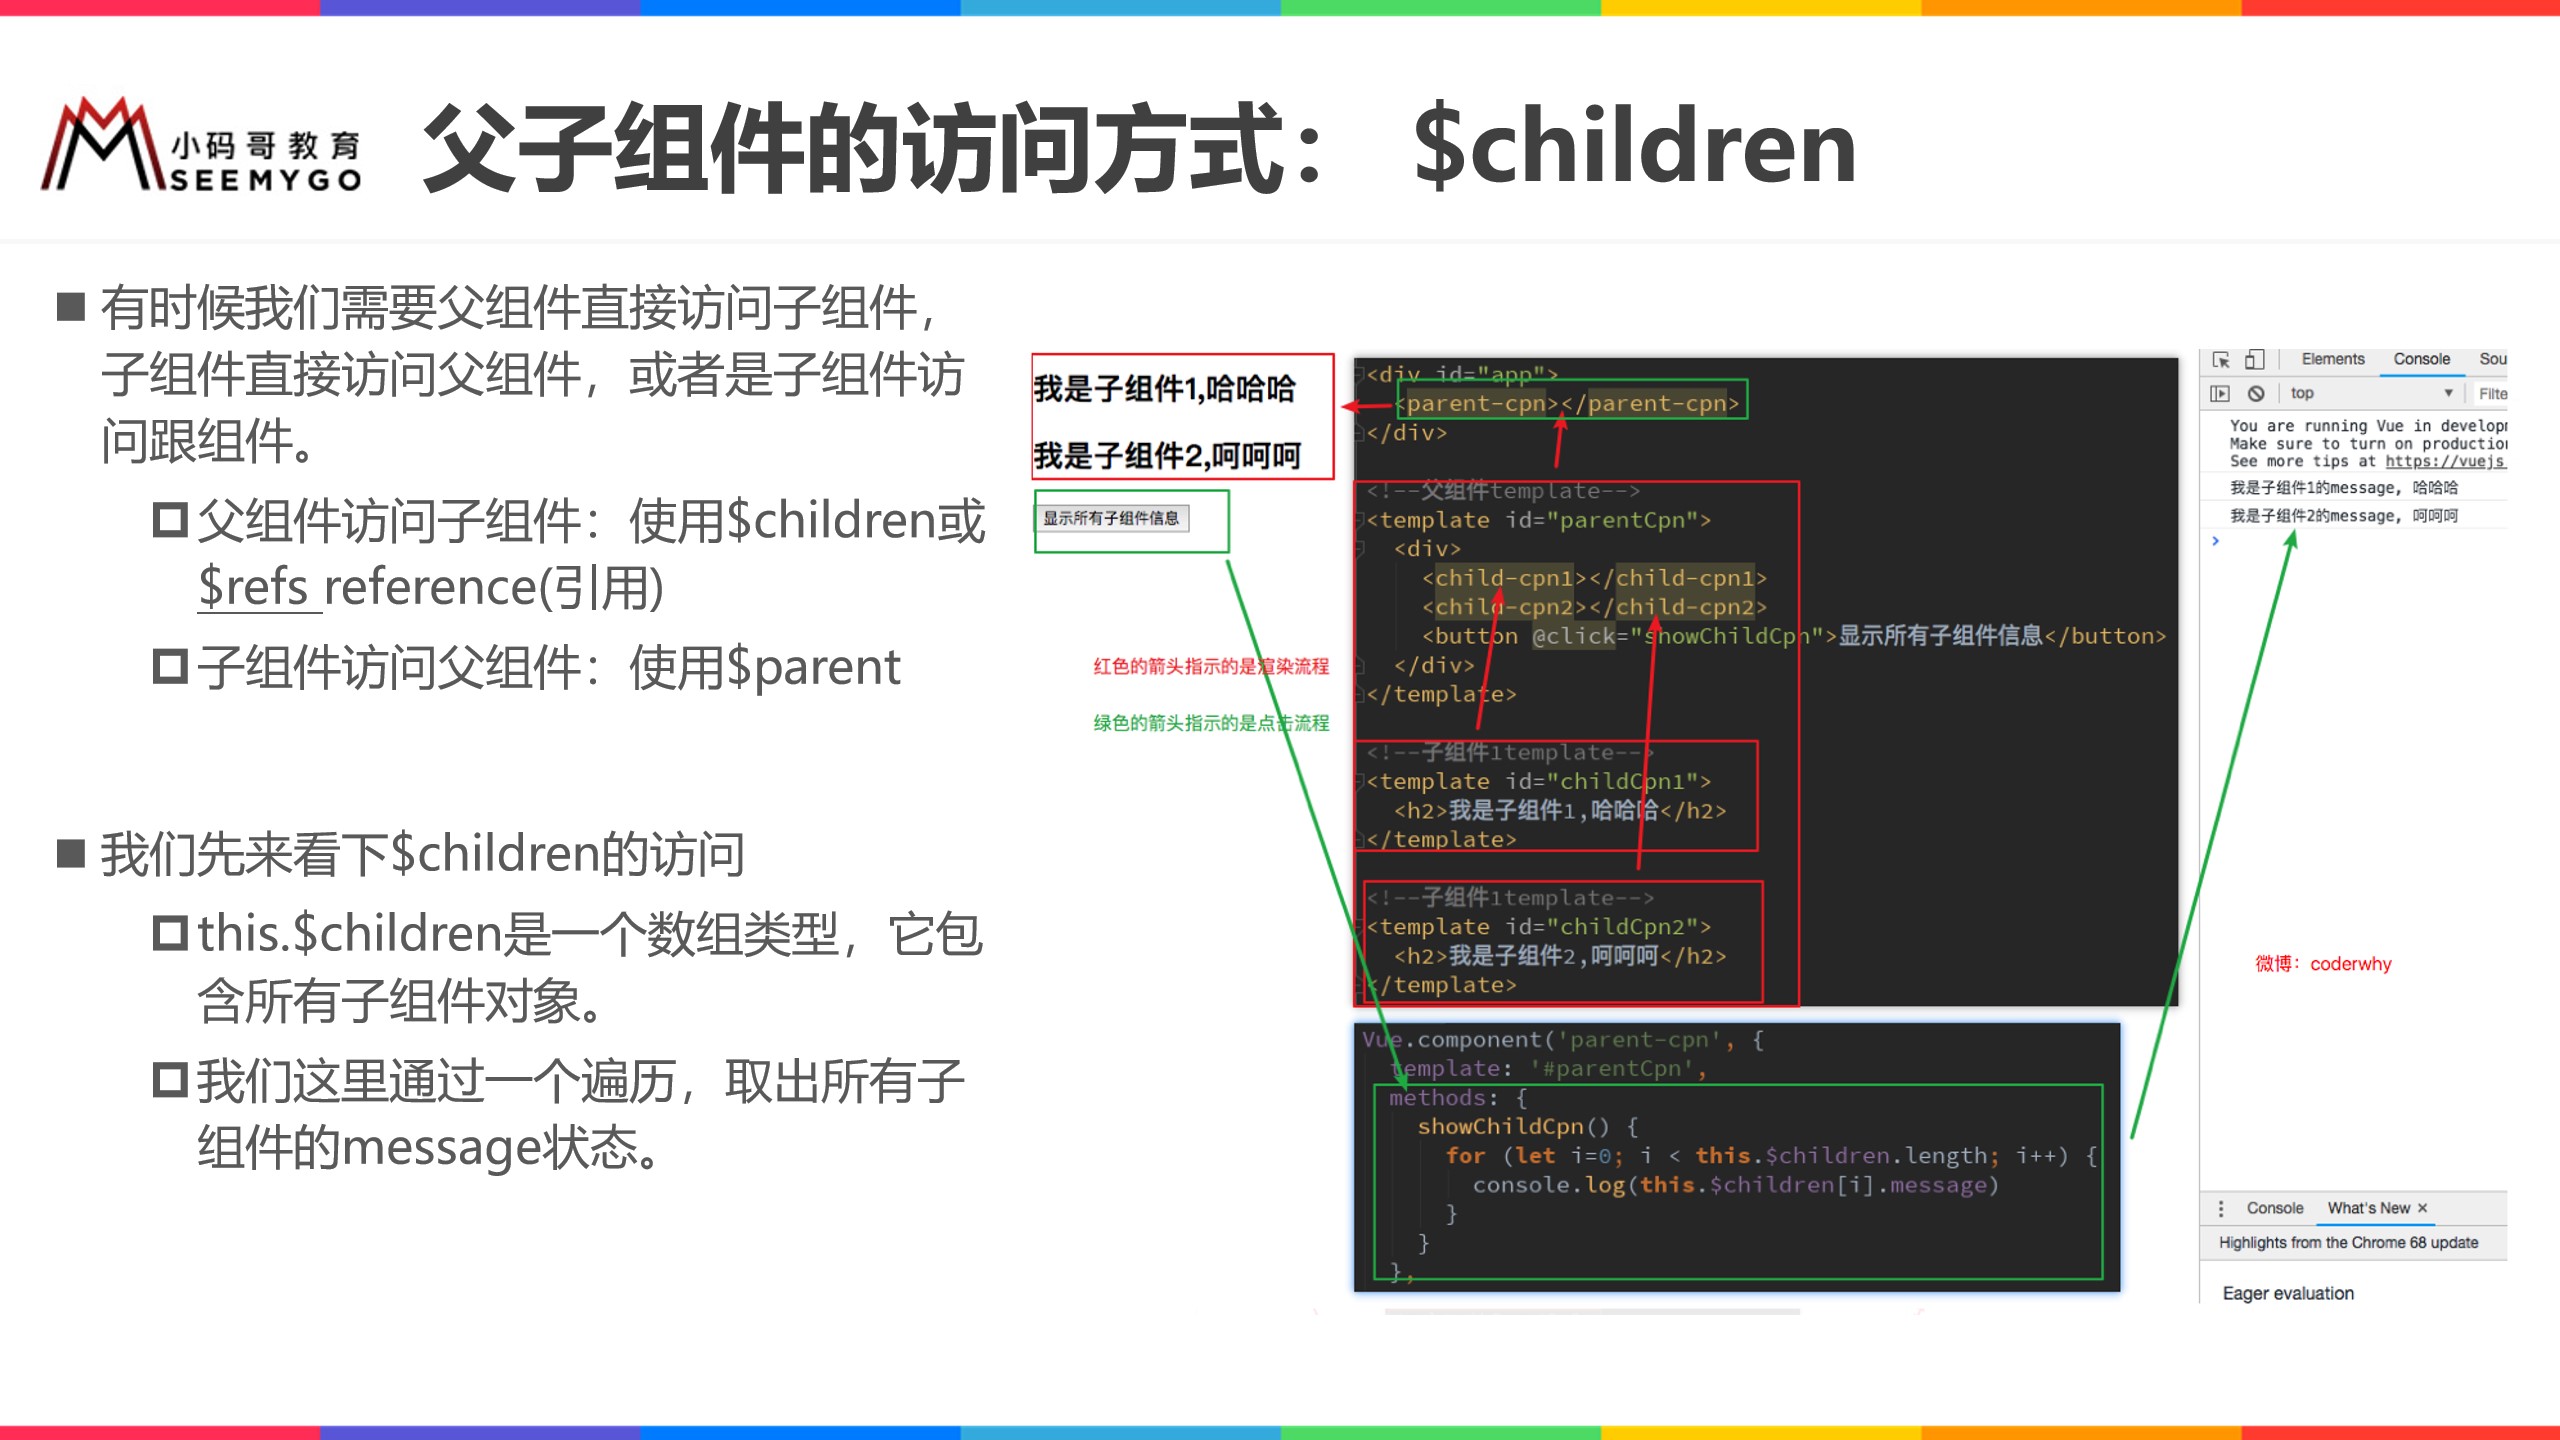 小码哥教育
SEEMYGO
父子组件的访问方式： $children
有时候我们需要父组件直接访问子组件，
子组件直接访问父组件，或者是子组件访
问跟组件。
父组件访问子组件：使用$children或
$refs reference(引用)
子组件访问父组件：使用$parent
我们先来看下$children的访问
this.$children是一个数组类型，它包
含所有子组件对象。
我们这里通过一个遍历，取出所有子
组件的message状态。
我是子组件1,哈哈哈
我是子组件2,呵呵呵
显示所有子组件信息
红色的箭头指示的是渲染流程
绿色的箭头指示的是点击流程
<div id="app">
<parent-cpn></parent-cpn>
</div>
<!--父组件template-->
<template id="parentCpn">
<div>
<child-cpn1></child-cpn1>
<child-cpn2></child-cpn2>
<button @click="showChildCpn">显示所有子组件信息</button>
</div>
</template>
<!--子组件1template-->
<template id="childCpn1">
<h2>我是子组件1,哈哈哈</h2>
</template>
<!--子组件1template-->
<template id="childCpn2">
<h2>我是子组件2,呵呵呵</h2>
</template>
Vue.component('parent-cpn', {
template: '#parentCpn',
methods: {
showChildCpn() {
for (let i=0; i < this.$children.length; i++) {
console.log(this.$children[i].message)
}
}
},
Elements Console Sou
top Filte
You are running Vue in develop
Make sure to turn on productio
See more tips at https://vuejs.
我是子组件1的message, 哈哈哈
我是子组件2的message, 呵呵呵
微博：coderwhy
Console What's New ×
Highlights from the Chrome 68 update
Eager evaluation